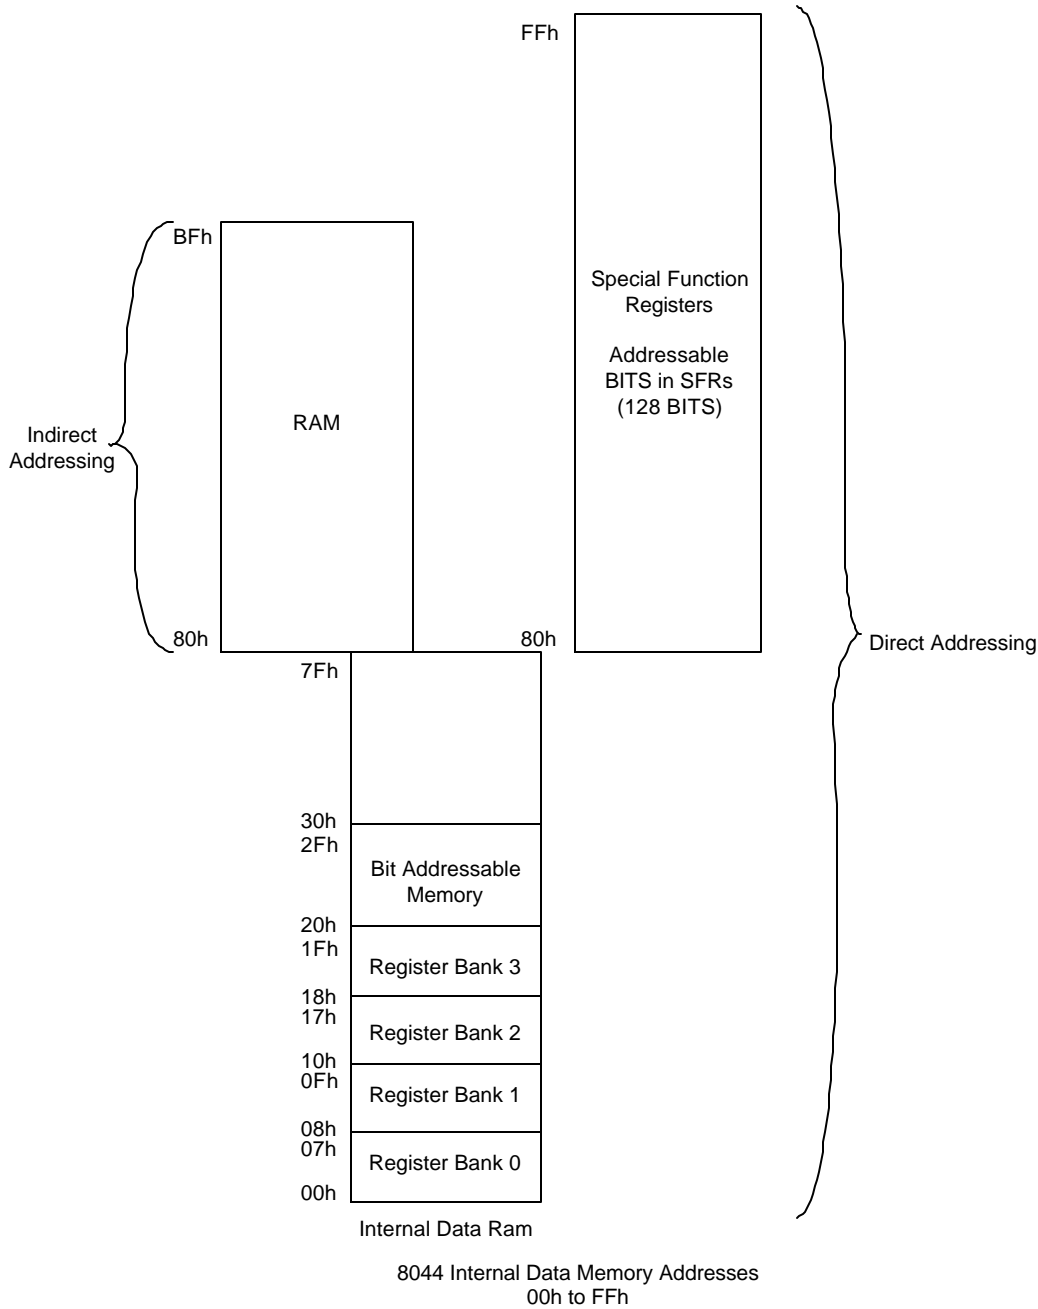 FFh
BFh
Special Function
Registers
Addressable
BITS in SFRs
(128 BITS)
RAM
Indirect
Addressing
80h
80h
Direct Addressing
7Fh
30h
2Fh
Bit Addressable
Memory
20h
1Fh
Register Bank 3
18h
17h
Register Bank 2
10h
0Fh
Register Bank 1
08h
07h
Register Bank 0
00h
Internal Data Ram
8044 Internal Data Memory Addresses
00h to FFh